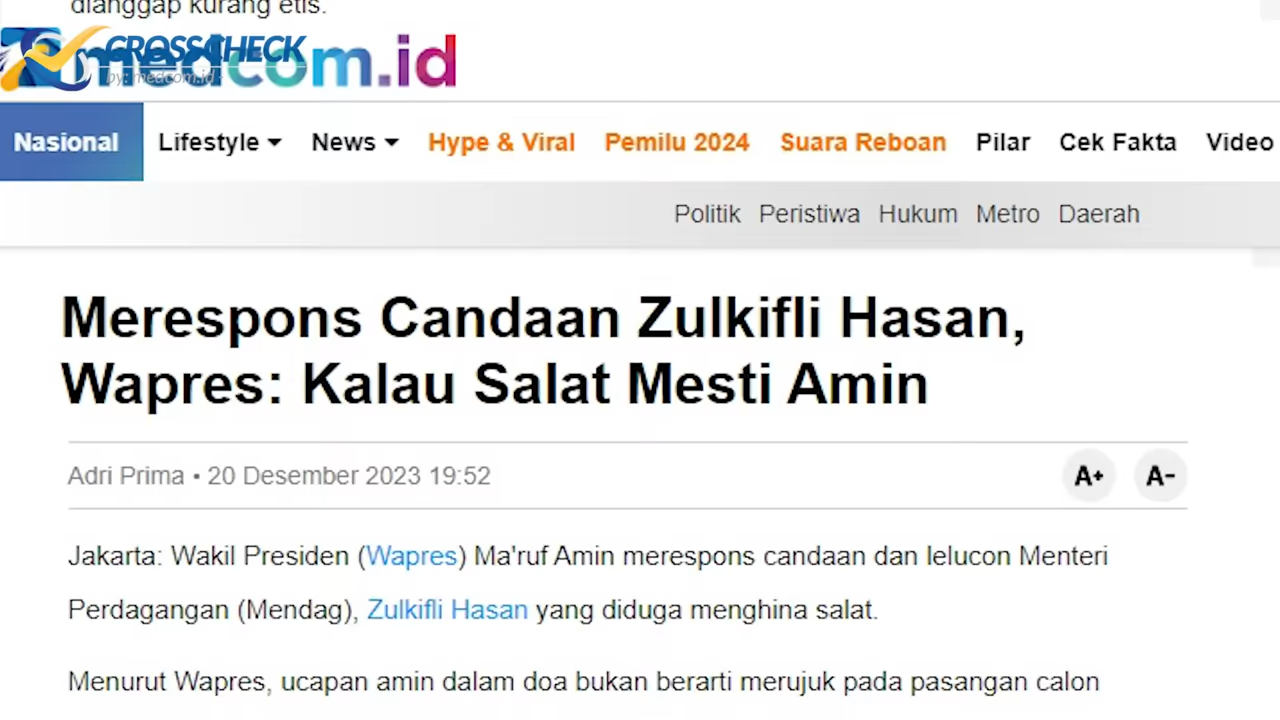 dianggap kurang etis.
CROSSCHECK
by: medcom.id
medcom.id
Nasional Lifestyle News Hype & Viral Pemilu 2024 Suara Reboan Pilar Cek Fakta Video
Politik Peristiwa Hukum Metro Daerah
Merespons Candaan Zulkifli Hasan,
Wapres: Kalau Salat Mesti Amin
Adri Prima • 20 Desember 2023 19:52 A+ A-
Jakarta: Wakil Presiden (Wapres) Ma'ruf Amin merespons candaan dan lelucon Menteri
Perdagangan (Mendag), Zulkifli Hasan yang diduga menghina salat.
Menurut Wapres, ucapan amin dalam doa bukan berarti merujuk pada pasangan calon